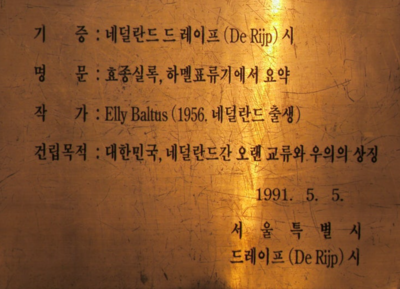 기 증 : 네덜란드 드레이프 (De Rijp) 시
명 문 : 효종실록, 하멜표류기에서 요약
작 가 : Elly Baltus (1956. 네덜란드 출생)
건립목적 : 대한민국, 네덜란드간 오랜 교류와 우의의 상징
1991. 5. 5.
서 울 특 별 시
드레이프 (De Rijp) 시